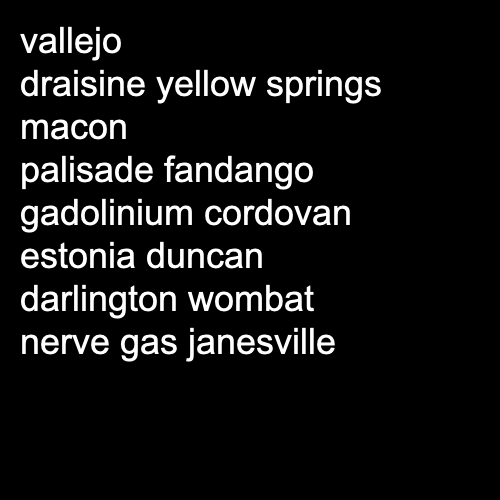 vallejo
draisine yellow springs
macon
palisade fandango
gadolinium cordovan
estonia duncan
darlington wombat
nerve gas janesville